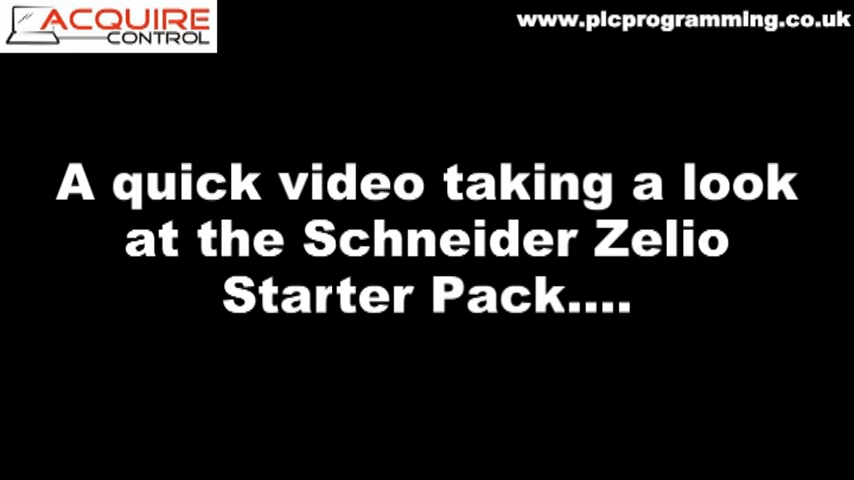 ACQUIRE
CONTROL
www.plcprogramming.co.uk
A quick video taking a look
at the Schneider Zelio
Starter Pack....